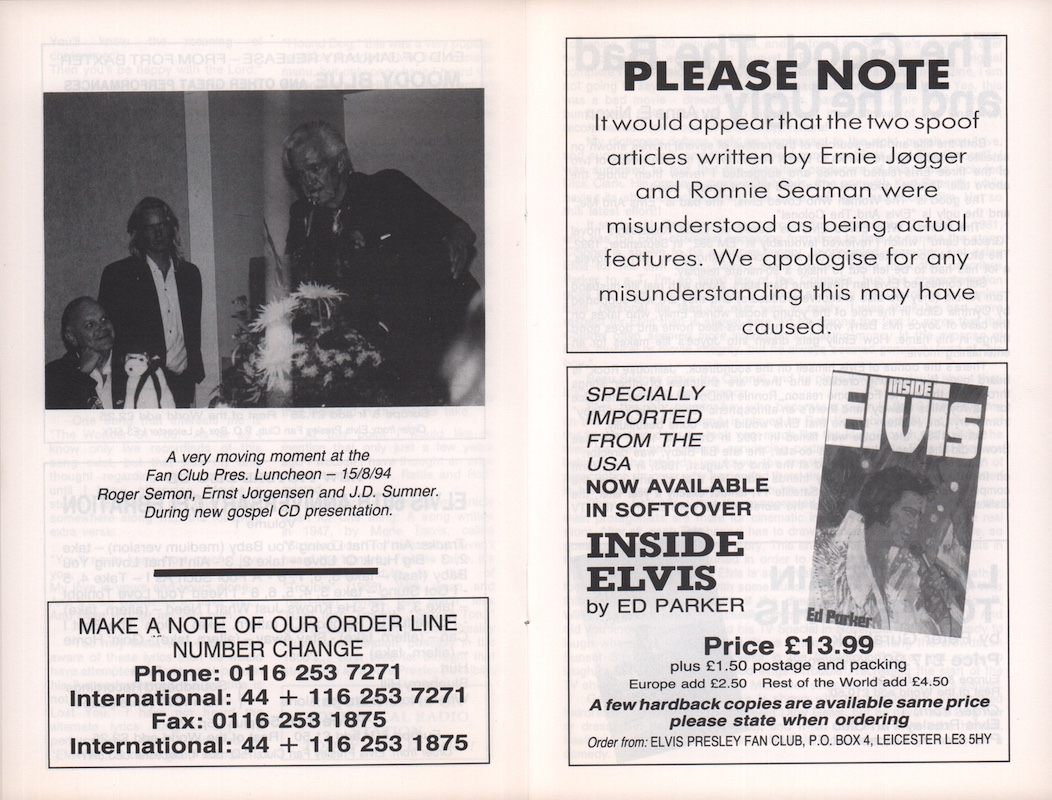 A very moving moment at the
Fan Club Pres. Luncheon – 15/8/94
Roger Semon, Ernst Jorgensen and J.D. Sumner.
During new gospel CD presentation.
MAKE A NOTE OF OUR ORDER LINE
NUMBER CHANGE
Phone: 0116 253 7271
International: 44 + 116 253 7271
Fax: 0116 253 1875
International: 44 + 116 253 1875
PLEASE NOTE
It would appear that the two spoof
articles written by Ernie Jøgger
and Ronnie Seaman were
misunderstood as being actual
features. We apologise for any
misunderstanding this may have
caused.
SPECIALLY
IMPORTED
FROM THE
USA
NOW AVAILABLE
IN SOFTCOVER
INSIDE
ELVIS
by ED PARKER
INSIDE
ELVIS
Ed Parker
Price £13.99
plus £1.50 postage and packing
Europe add £2.50 Rest of the World add £4.50
A few hardback copies are available same price
please state when ordering
Order from: ELVIS PRESLEY FAN CLUB, P.O. BOX 4, LEICESTER LE3 5HY